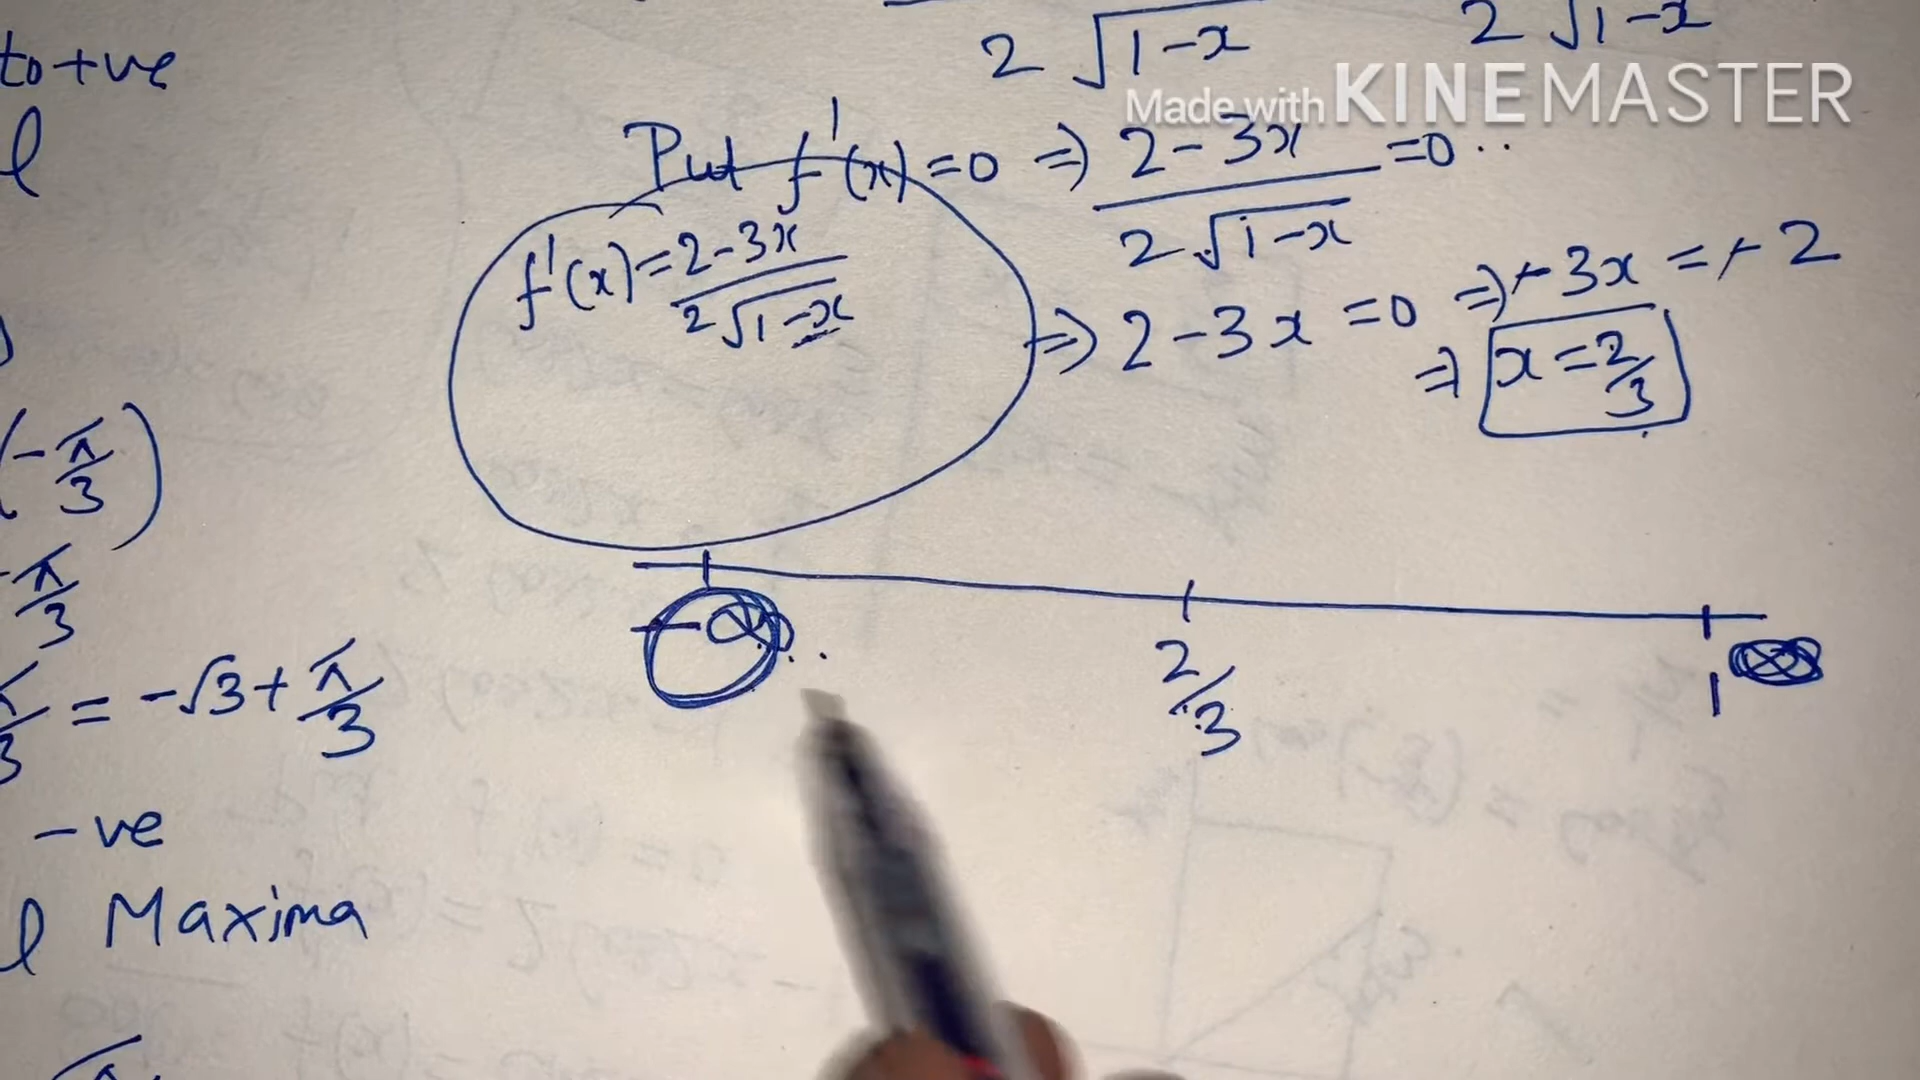 to +ve
l
(-π/3)
-π/3
π/3 = -√3 + π/3
-ve
l Maxima
2√1-x
2√1-x
Made with KINEMASTER
Put f'(x) = 0 ⇒ 2-3x / 2√1-x = 0 ..
f'(x) = 2-3x / 2√1-x
⇒ 2-3x = 0 ⇒ -3x = -2
⇒ x = 2/3
2/3
1